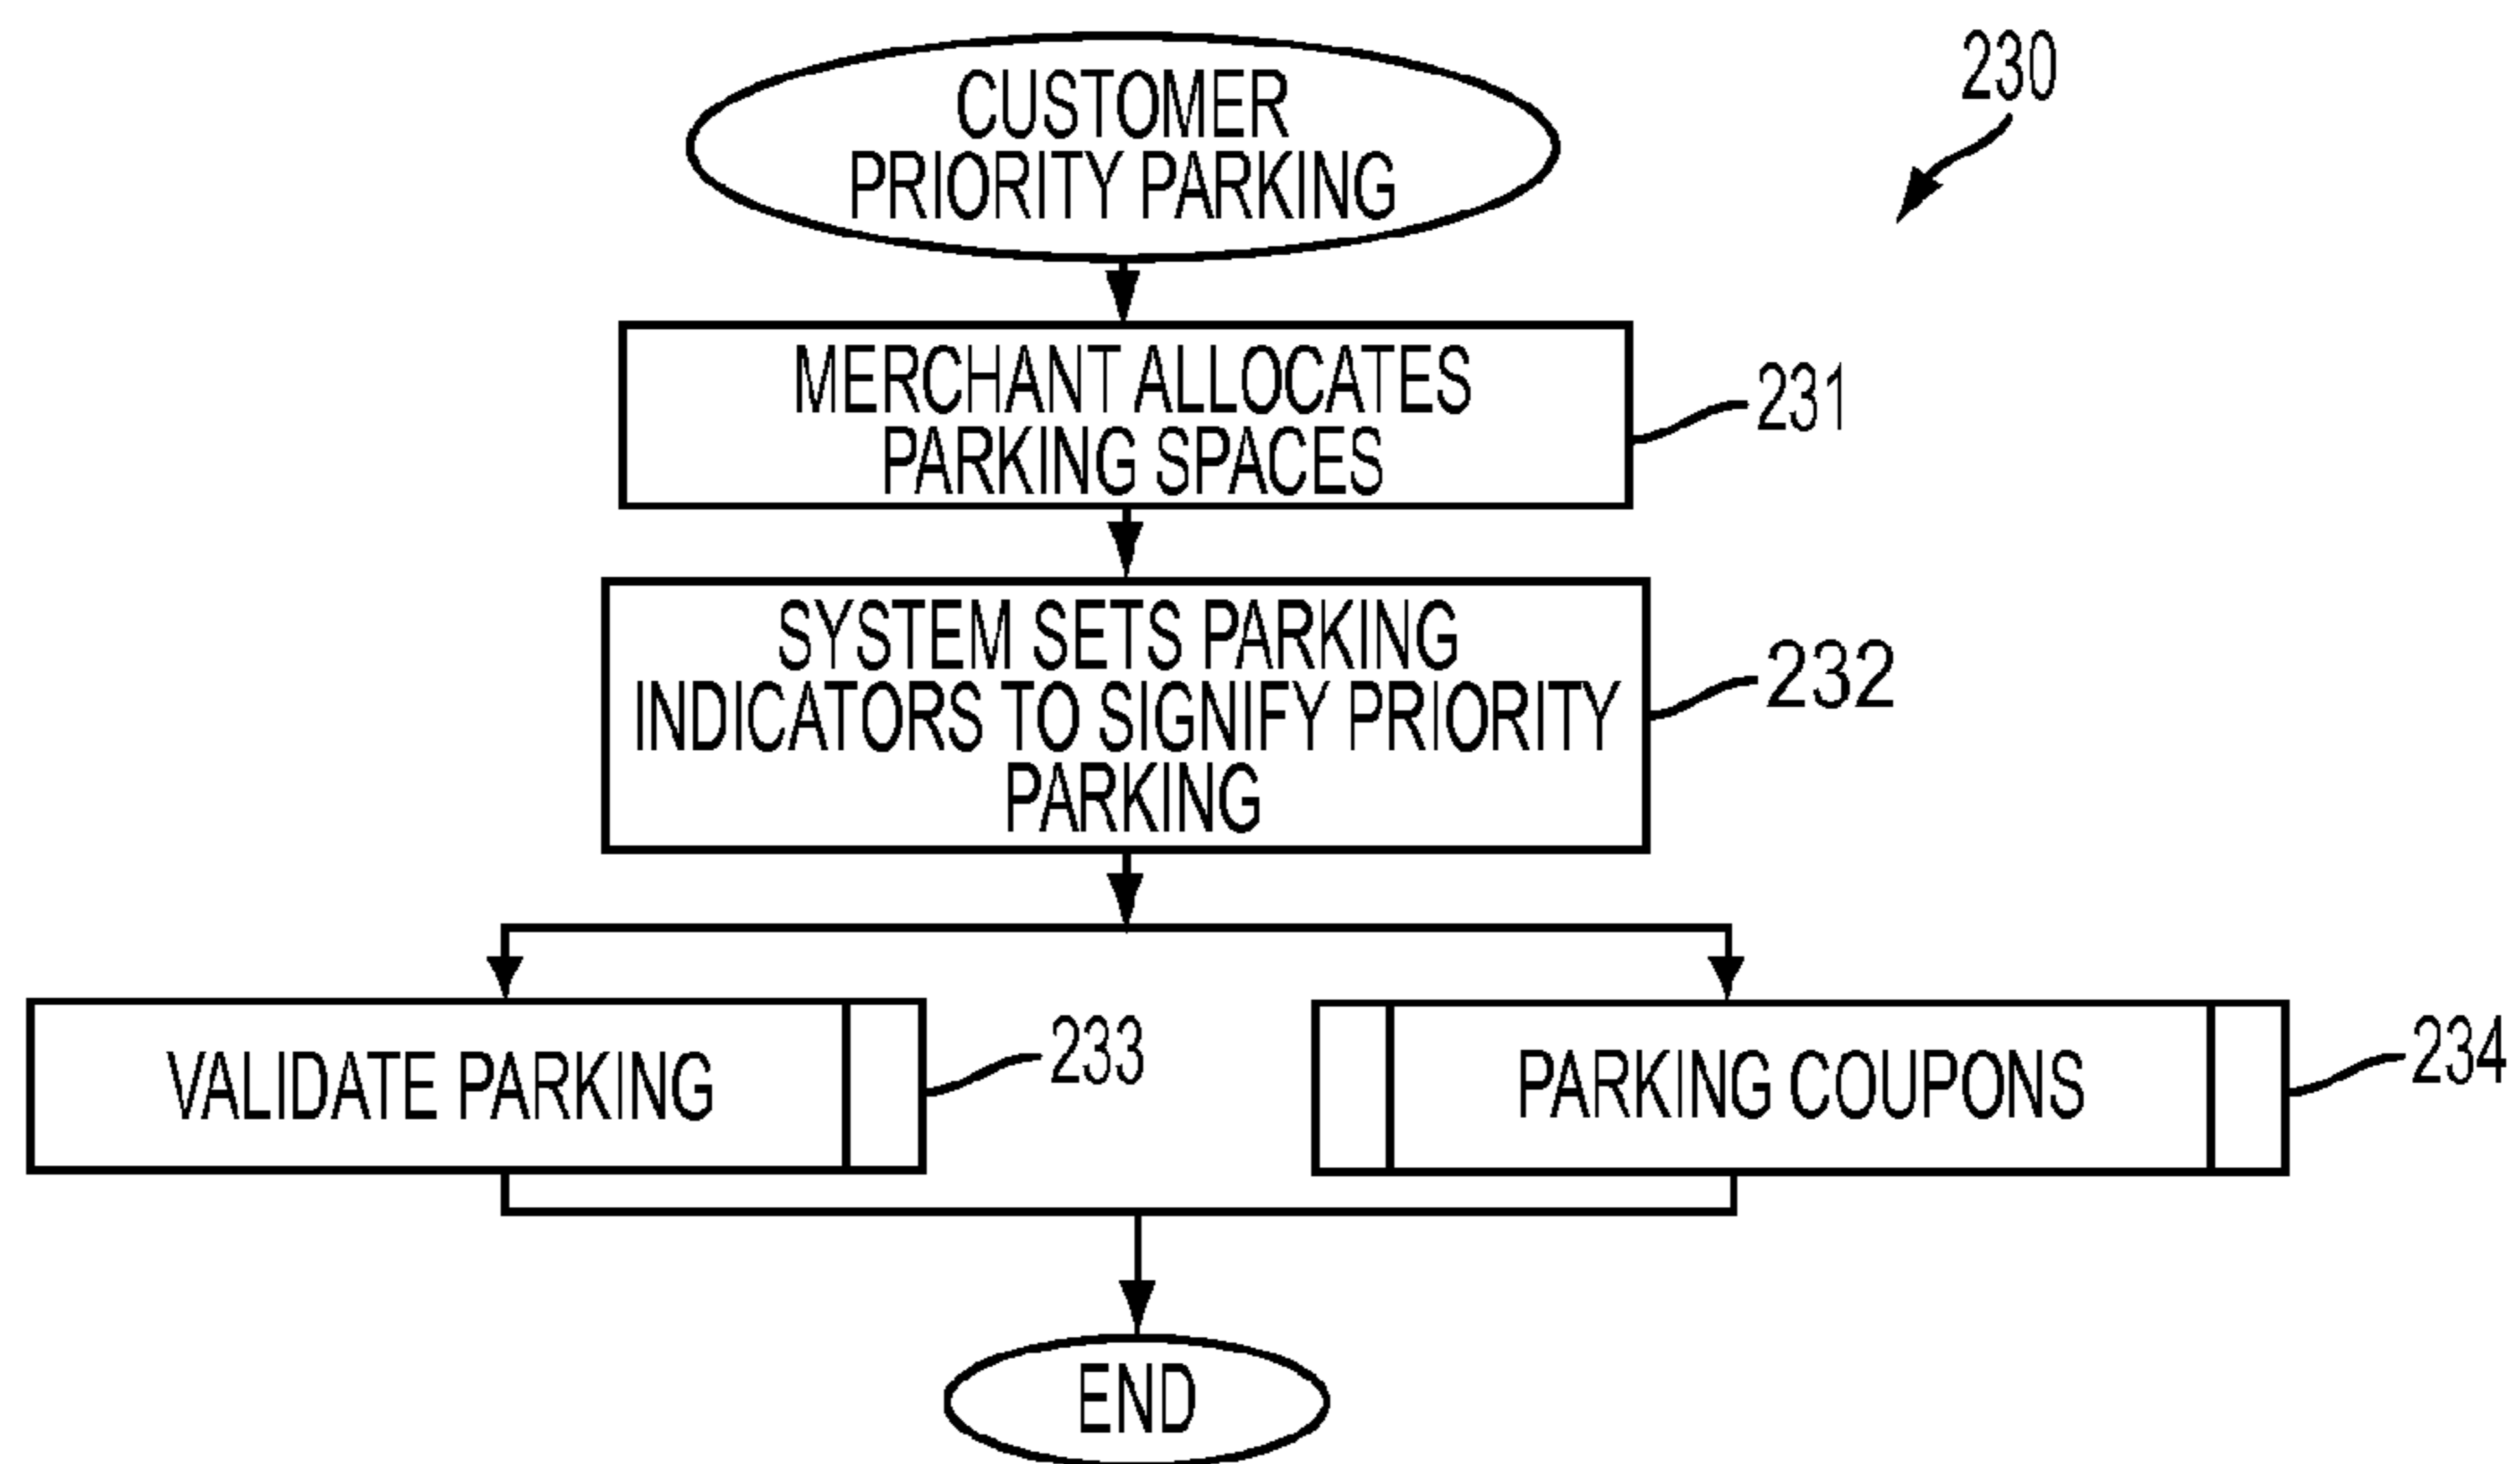 CUSTOMER
PRIORITY PARKING
230
MERCHANT ALLOCATES
PARKING SPACES
231
SYSTEM SETS PARKING
INDICATORS TO SIGNIFY PRIORITY
PARKING
232
VALIDATE PARKING
233
PARKING COUPONS
234
END